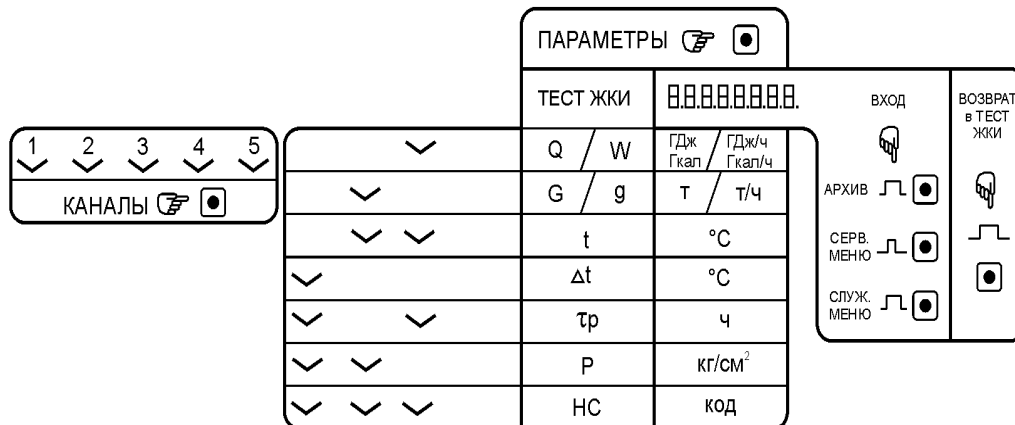 ПАРАМЕТРЫ
ТЕСТ ЖКИ 8.8.8.8.8.8.8.8.
ВХОД
ВОЗВРАТ
в ТЕСТ
ЖКИ
1 2 3 4 5
КАНАЛЫ
Q / W ГДж / ГДж/ч
Гкал / Гкал/ч
G / g т / т/ч
t °C
Δt °C
τр ч
P кг/см²
НС код
АРХИВ
СЕРВ.
МЕНЮ
СЛУЖ.
МЕНЮ